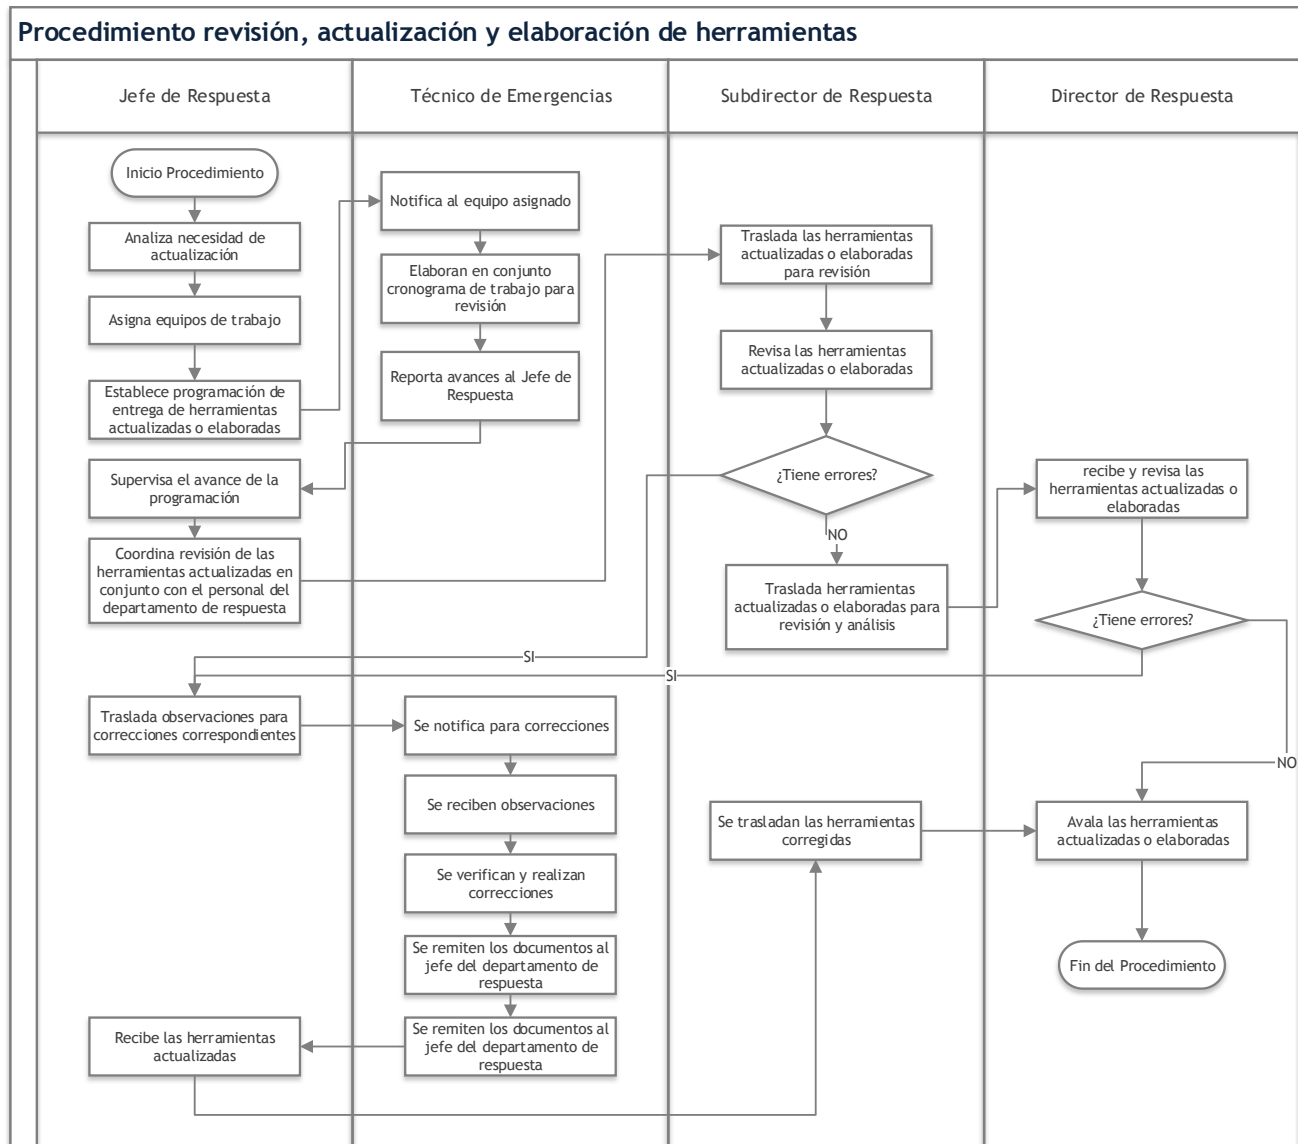 Procedimiento revisión, actualización y elaboración de herramientas
Jefe de Respuesta
Técnico de Emergencias
Subdirector de Respuesta
Director de Respuesta
Inicio Procedimiento
Analiza necesidad de
actualización
Asigna equipos de trabajo
Establece programación de
entrega de herramientas
actualizadas o elaboradas
Supervisa el avance de la
programación
Coordina revisión de las
herramientas actualizadas en
conjunto con el personal del
departamento de respuesta
Notifica al equipo asignado
Elaboran en conjunto
cronograma de trabajo para
revisión
Reporta avances al Jefe de
Respuesta
Traslada las herramientas
actualizadas o elaboradas
para revisión
Revisa las herramientas
actualizadas o elaboradas
¿Tiene errores?
NO
Traslada herramientas
actualizadas o elaboradas para
revisión y análisis
recibe y revisa las
herramientas actualizadas o
elaboradas
¿Tiene errores?
SI
SI
NO
Traslada observaciones para
correcciones correspondientes
Se notifica para correcciones
Se reciben observaciones
Se verifican y realizan
correcciones
Se remiten los documentos al
jefe del departamento de
respuesta
Se remiten los documentos al
jefe del departamento de
respuesta
Recibe las herramientas
actualizadas
Se trasladan las herramientas
corregidas
Avala las herramientas
actualizadas o elaboradas
Fin del Procedimiento